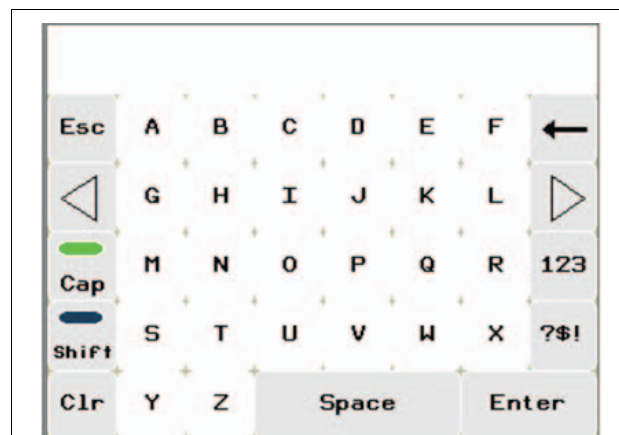 Esc A B C D E F
G H I J K L
Cap M N O P Q R 123
Shift S T U V W X ?$!
Clr Y Z Space Enter